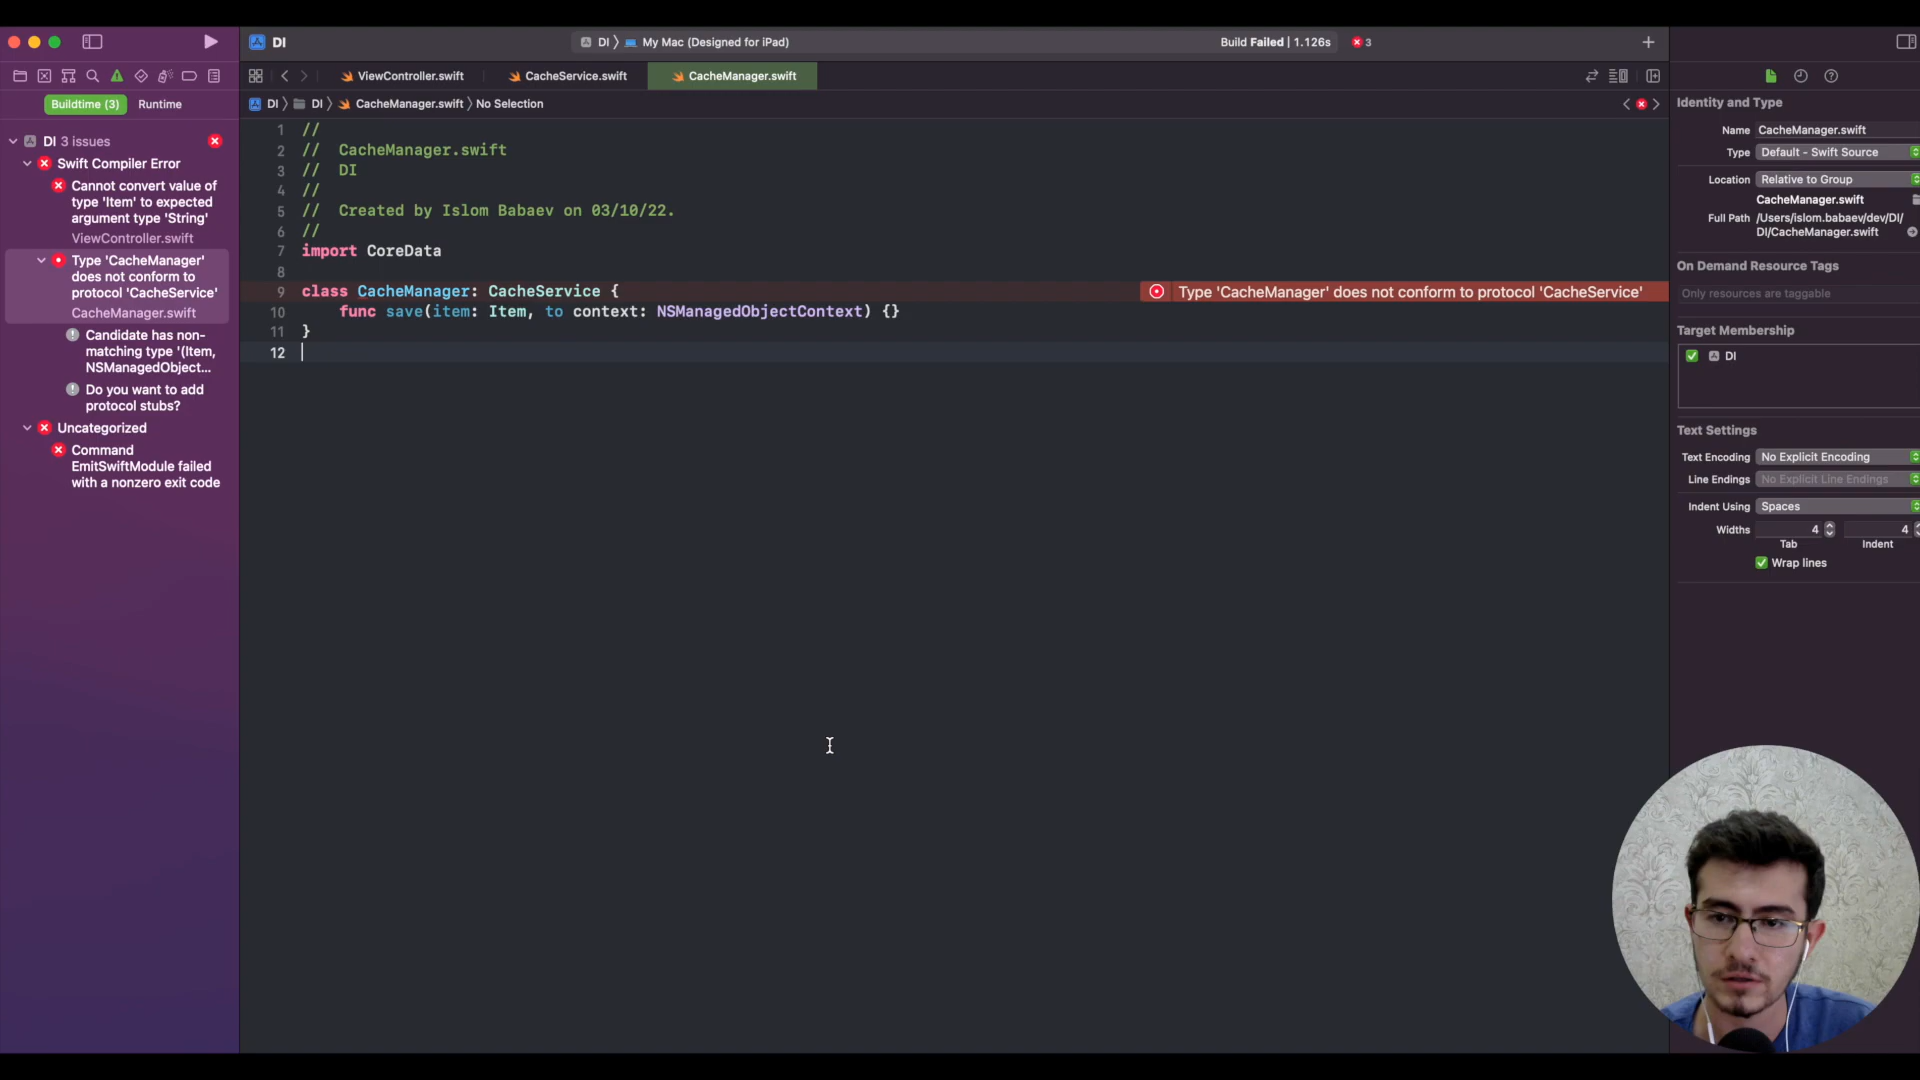 DI
DI 〉 My Mac (Designed for iPad)
Build Failed | 1.126s
3
ViewController.swift
CacheService.swift
CacheManager.swift
Buildtime (3)
Runtime
DI 〉 DI 〉 CacheManager.swift 〉 No Selection
DI 3 issues
Swift Compiler Error
Cannot convert value of
type 'Item' to expected
argument type 'String'
ViewController.swift
Type 'CacheManager'
does not conform to
protocol 'CacheService'
CacheManager.swift
Candidate has non-
matching type '(Item,
NSManagedObject...
Do you want to add
protocol stubs?
Uncategorized
Command
EmitSwiftModule failed
with a nonzero exit code
1 //
2 // CacheManager.swift
3 // DI
4 //
5 // Created by Islom Babaev on 03/10/22.
6 //
7 import CoreData
8
9 class CacheManager: CacheService {
Type 'CacheManager' does not conform to protocol 'CacheService'
10 func save(item: Item, to context: NSManagedObjectContext) {}
11 }
12
Identity and Type
Name CacheManager.swift
Type Default - Swift Source
Location Relative to Group
CacheManager.swift
Full Path /Users/islom.babaev/dev/DI/
DI/CacheManager.swift
On Demand Resource Tags
Only resources are taggable
Target Membership
DI
Text Settings
Text Encoding No Explicit Encoding
Line Endings No Explicit Line Endings
Indent Using Spaces
Widths 4 4
Tab Indent
Wrap lines